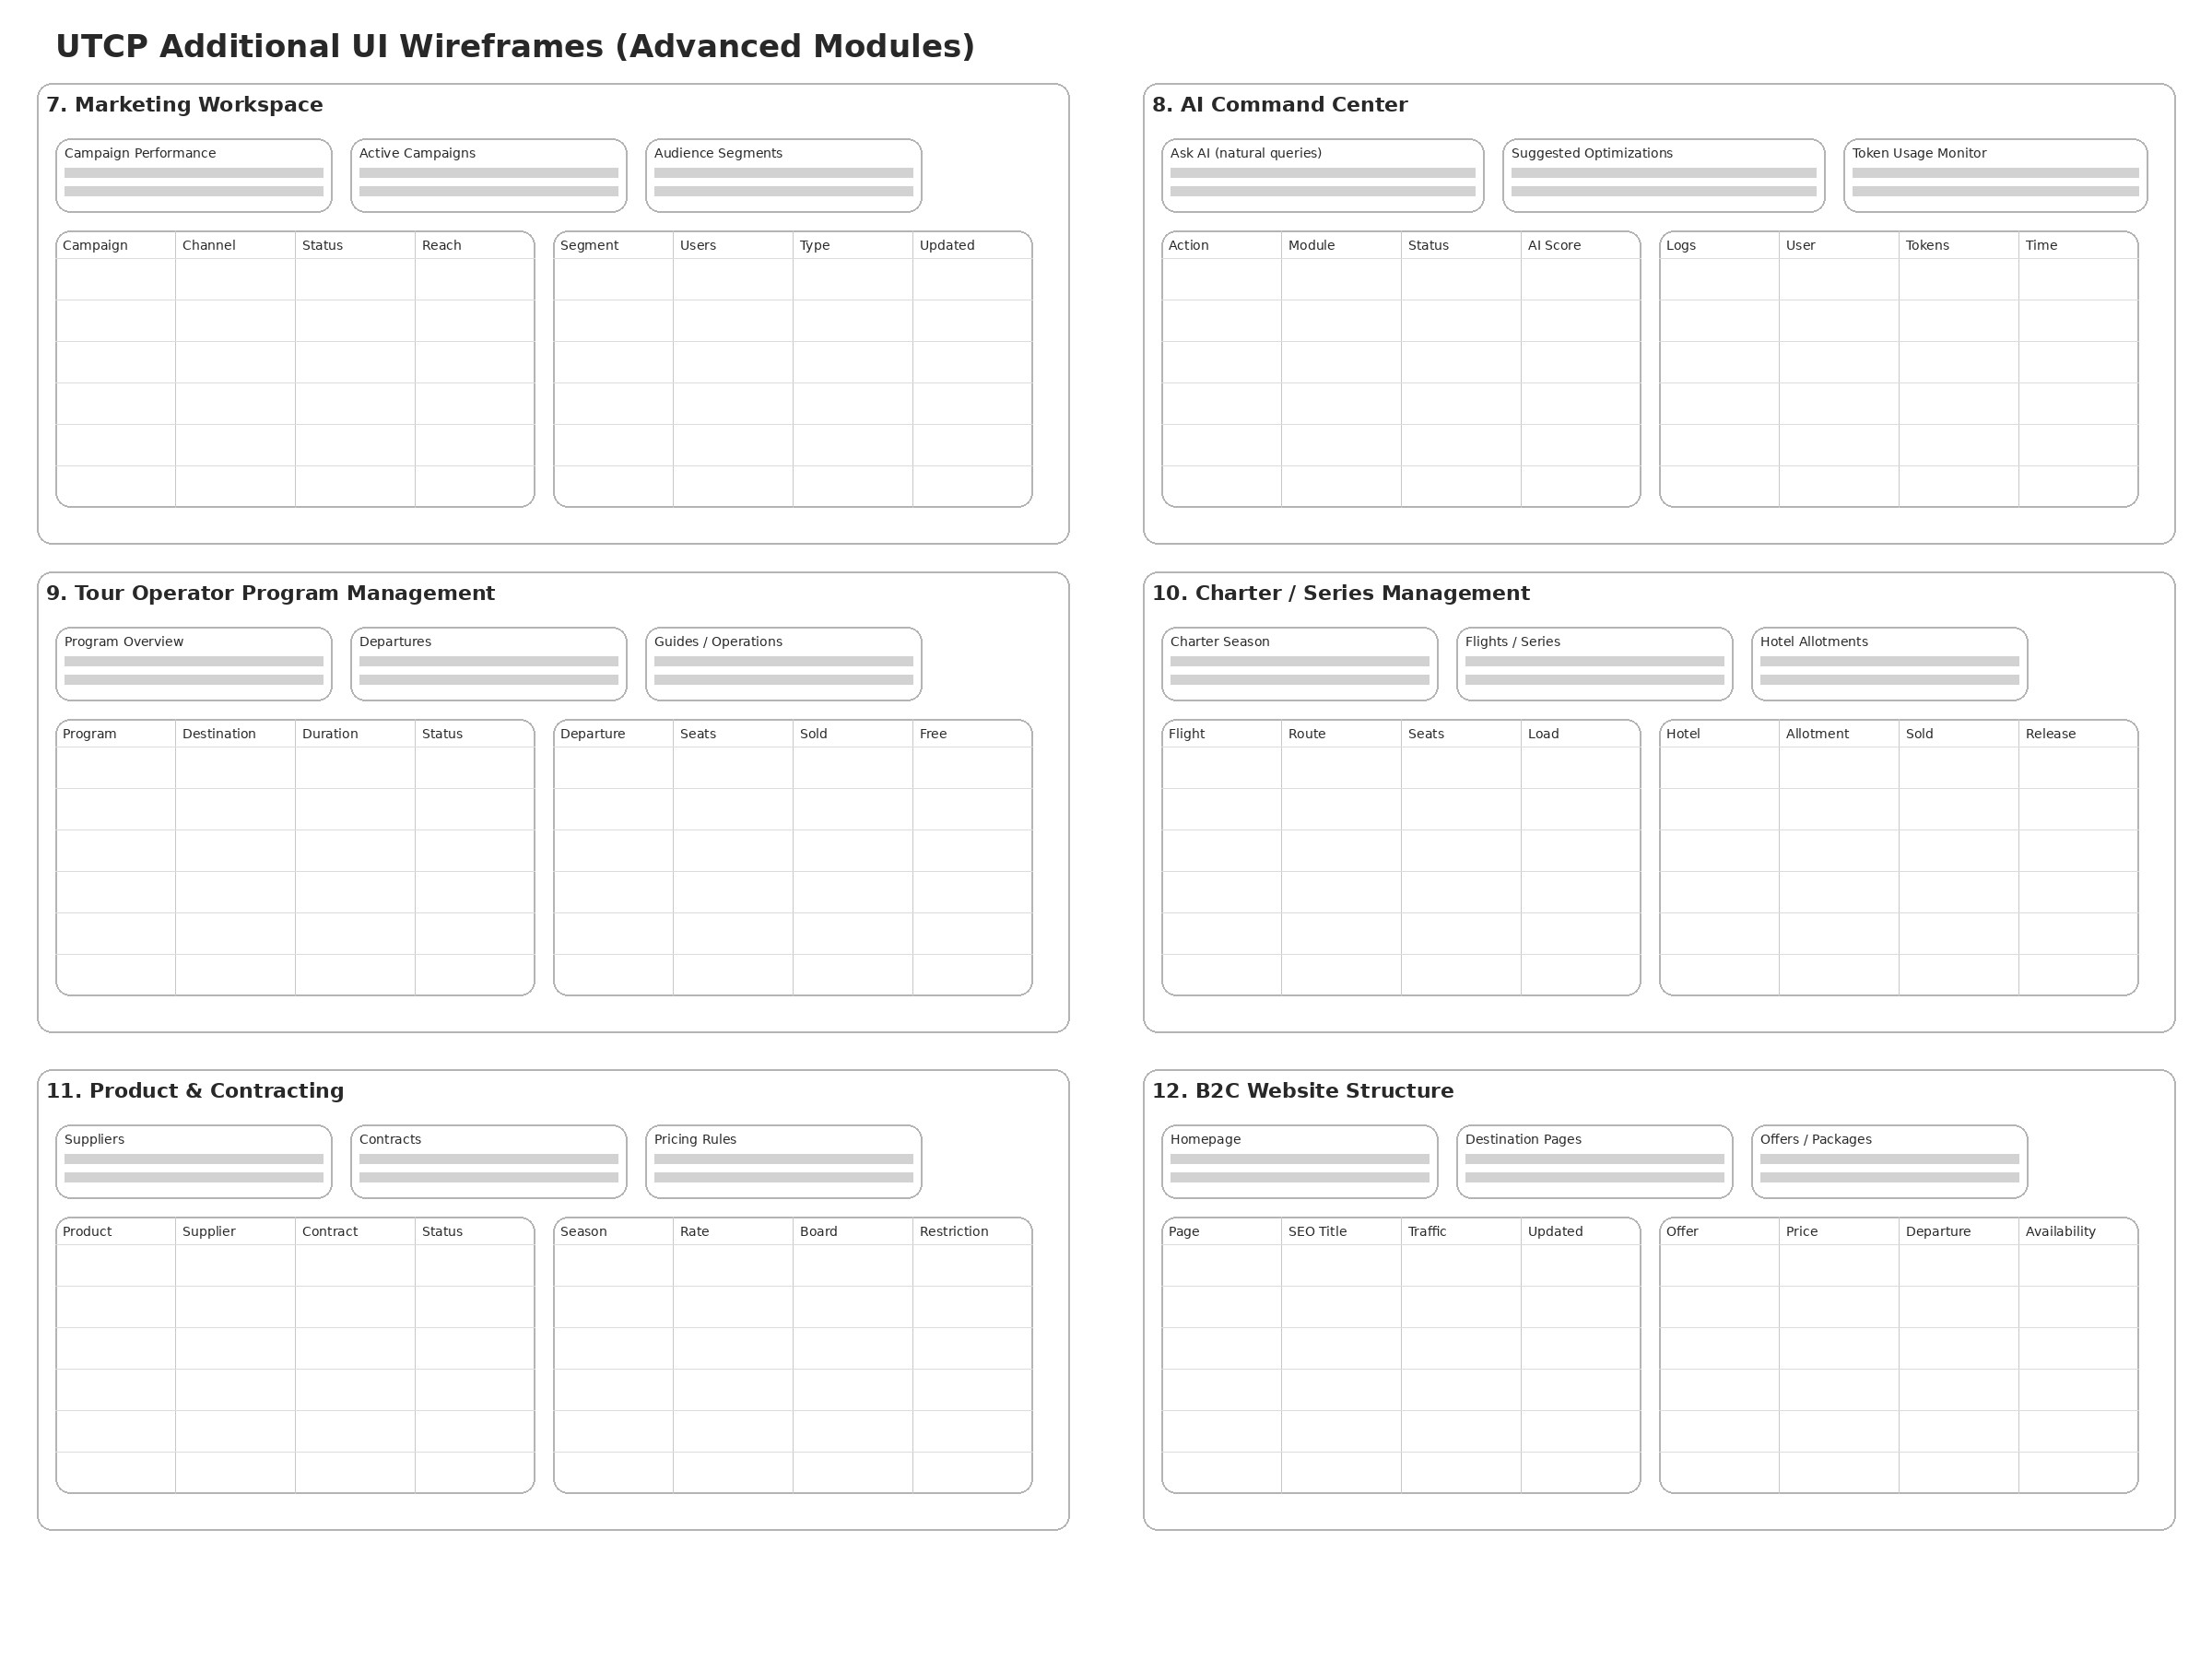 UTCP Additional UI Wireframes (Advanced Modules)
7. Marketing Workspace
Campaign Performance
Active Campaigns
Audience Segments
Campaign Channel Status Reach
Segment Users Type Updated
8. AI Command Center
Ask AI (natural queries)
Suggested Optimizations
Token Usage Monitor
Action Module Status AI Score
Logs User Tokens Time
9. Tour Operator Program Management
Program Overview
Departures
Guides / Operations
Program Destination Duration Status
Departure Seats Sold Free
10. Charter / Series Management
Charter Season
Flights / Series
Hotel Allotments
Flight Route Seats Load
Hotel Allotment Sold Release
11. Product & Contracting
Suppliers
Contracts
Pricing Rules
Product Supplier Contract Status
Season Rate Board Restriction
12. B2C Website Structure
Homepage
Destination Pages
Offers / Packages
Page SEO Title Traffic Updated
Offer Price Departure Availability